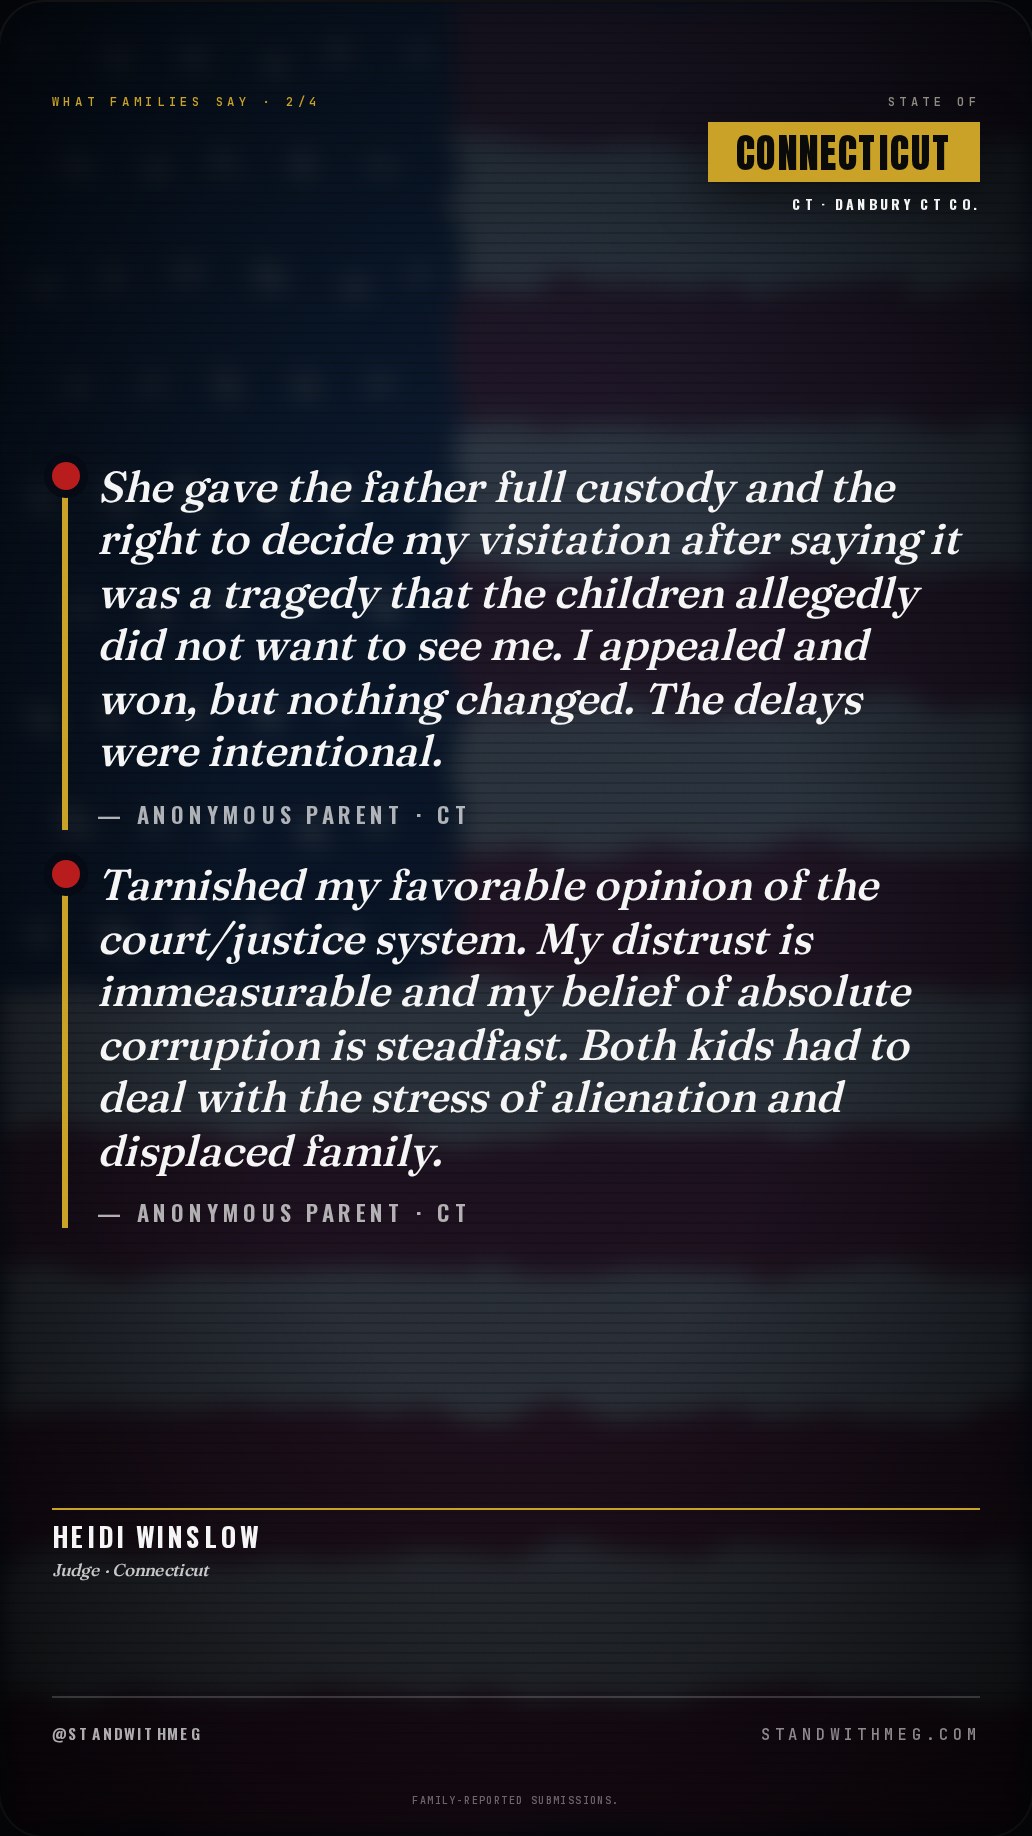 WHAT FAMILIES SAY · 2/4
STATE OF
CONNECTICUT
CT · DANBURY CT CO.
She gave the father full custody and the
right to decide my visitation after saying it
was a tragedy that the children allegedly
did not want to see me. I appealed and
won, but nothing changed. The delays
were intentional.
— ANONYMOUS PARENT · CT
Tarnished my favorable opinion of the
court/justice system. My distrust is
immeasurable and my belief of absolute
corruption is steadfast. Both kids had to
deal with the stress of alienation and
displaced family.
— ANONYMOUS PARENT · CT
HEIDI WINSLOW
Judge · Connecticut
@STANDWITHMEG
STANDWITHMEG.COM
FAMILY-REPORTED SUBMISSIONS.